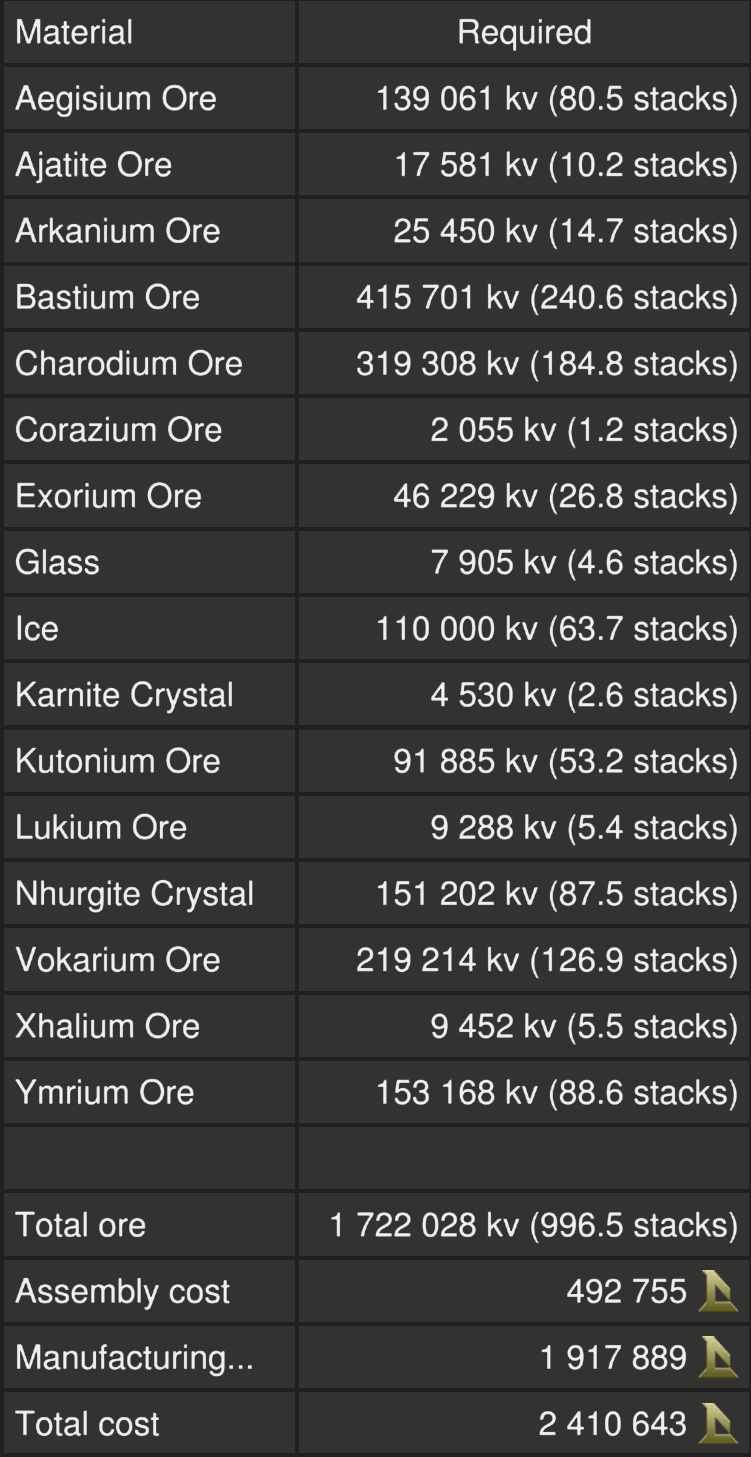 Material Required
Aegisium Ore 139 061 kv (80.5 stacks)
Ajatite Ore 17 581 kv (10.2 stacks)
Arkanium Ore 25 450 kv (14.7 stacks)
Bastium Ore 415 701 kv (240.6 stacks)
Charodium Ore 319 308 kv (184.8 stacks)
Corazium Ore 2 055 kv (1.2 stacks)
Exorium Ore 46 229 kv (26.8 stacks)
Glass 7 905 kv (4.6 stacks)
Ice 110 000 kv (63.7 stacks)
Karnite Crystal 4 530 kv (2.6 stacks)
Kutonium Ore 91 885 kv (53.2 stacks)
Lukium Ore 9 288 kv (5.4 stacks)
Nhurgite Crystal 151 202 kv (87.5 stacks)
Vokarium Ore 219 214 kv (126.9 stacks)
Xhalium Ore 9 452 kv (5.5 stacks)
Ymrium Ore 153 168 kv (88.6 stacks)
Total ore 1 722 028 kv (996.5 stacks)
Assembly cost 492 755
Manufacturing... 1 917 889
Total cost 2 410 643